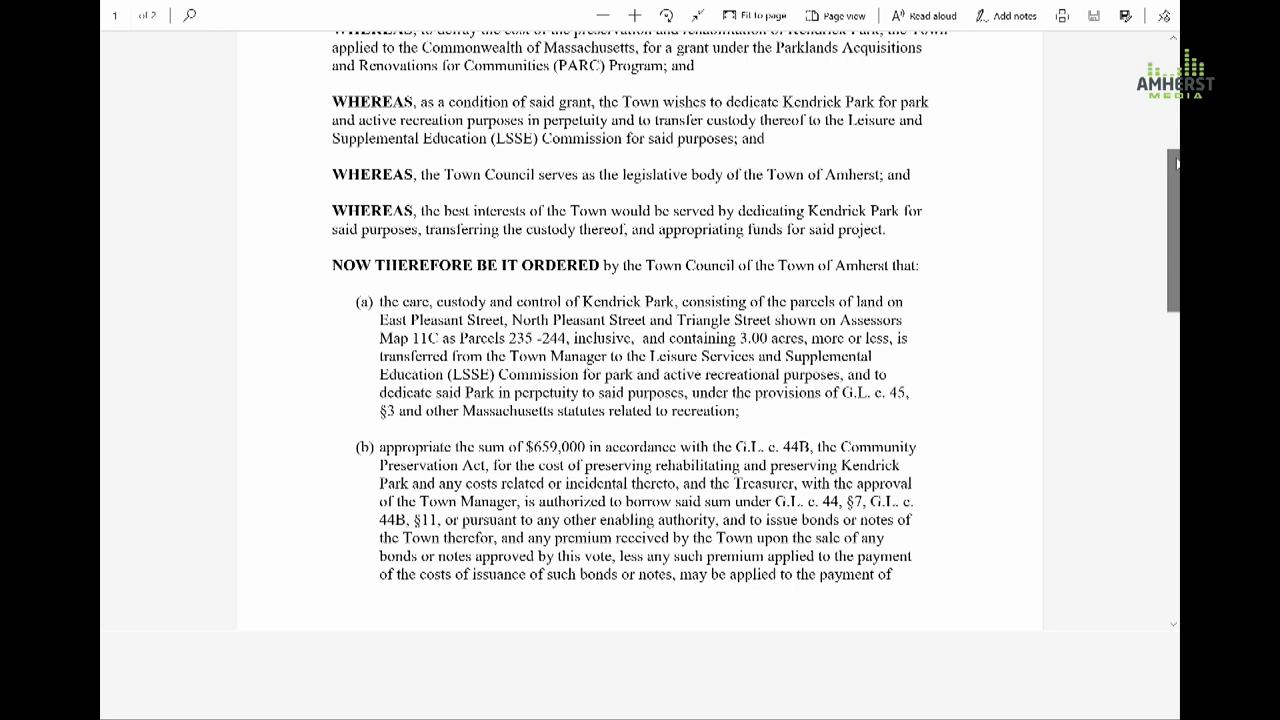 1 of 2 Fit to page Page view Read aloud Add notes
WHEREAS, to defray the cost of the preservation and rehabilitation of Kendrick Park, the Town
applied to the Commonwealth of Massachusetts, for a grant under the Parklands Acquisitions
and Renovations for Communities (PARC) Program; and
AMHERST
MEDIA
WHEREAS, as a condition of said grant, the Town wishes to dedicate Kendrick Park for park
and active recreation purposes in perpetuity and to transfer custody thereof to the Leisure and
Supplemental Education (LSSE) Commission for said purposes; and
WHEREAS, the Town Council serves as the legislative body of the Town of Amherst; and
WHEREAS, the best interests of the Town would be served by dedicating Kendrick Park for
said purposes, transferring the custody thereof, and appropriating funds for said project.
NOW THEREFORE BE IT ORDERED by the Town Council of the Town of Amherst that:
(a) the care, custody and control of Kendrick Park, consisting of the parcels of land on
East Pleasant Street, North Pleasant Street and Triangle Street shown on Assessors
Map 11C as Parcels 235 -244, inclusive, and containing 3.00 acres, more or less, is
transferred from the Town Manager to the Leisure Services and Supplemental
Education (LSSE) Commission for park and active recreational purposes, and to
dedicate said Park in perpetuity to said purposes, under the provisions of G.L. c. 45,
§3 and other Massachusetts statutes related to recreation;
(b) appropriate the sum of $659,000 in accordance with the G.L. c. 44B, the Community
Preservation Act, for the cost of preserving rehabilitating and preserving Kendrick
Park and any costs related or incidental thereto, and the Treasurer, with the approval
of the Town Manager, is authorized to borrow said sum under G.L. c. 44, §7, G.L. c.
44B, §11, or pursuant to any other enabling authority, and to issue bonds or notes of
the Town therefor, and any premium received by the Town upon the sale of any
bonds or notes approved by this vote, less any such premium applied to the payment
of the costs of issuance of such bonds or notes, may be applied to the payment of